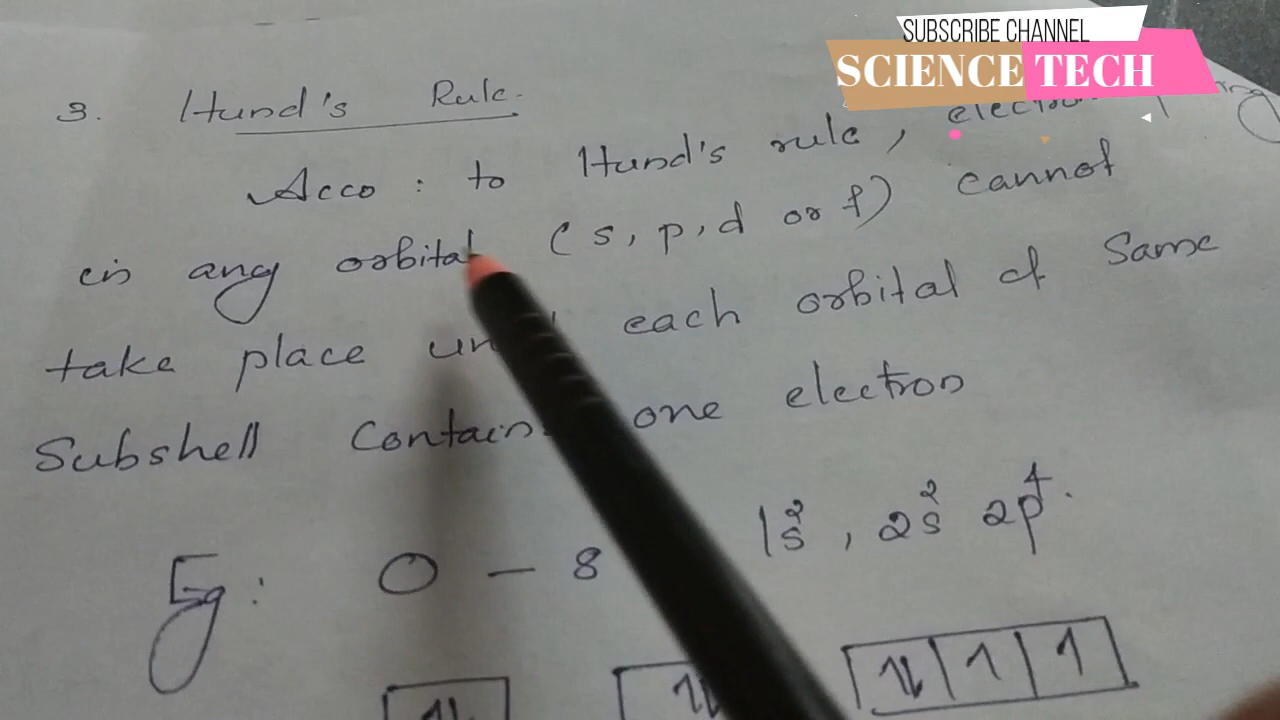 SUBSCRIBE CHANNEL
SCIENCE TECH
3. Hund's Rule.
Acco : to Hund's rule,
in any orbital (s, p, d or f) cannot
take place each orbital of same
Subshell Contains one electron
Eg: O - 8 1s², 2s² 2p⁴.